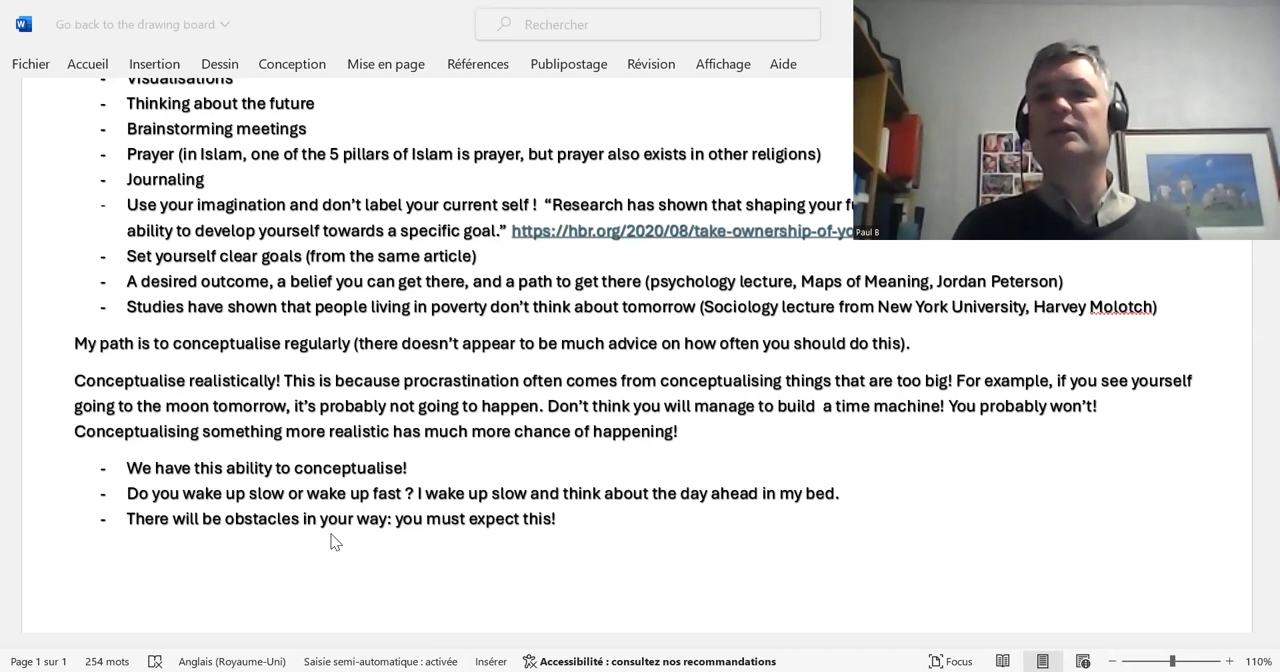 Go back to the drawing board
Rechercher
Fichier Accueil Insertion Dessin Conception Mise en page Références Publipostage Révision Affichage Aide
- Visualisations
- Thinking about the future
- Brainstorming meetings
- Prayer (in Islam, one of the 5 pillars of Islam is prayer, but prayer also exists in other religions)
- Journaling
- Use your imagination and don’t label your current self ! “Research has shown that shaping your
ability to develop yourself towards a specific goal.” https://hbr.org/2020/08/take-ownership-of-yo
Paul B
- Set yourself clear goals (from the same article)
- A desired outcome, a belief you can get there, and a path to get there (psychology lecture, Maps of Meaning, Jordan Peterson)
- Studies have shown that people living in poverty don’t think about tomorrow (Sociology lecture from New York University, Harvey Molotch)
My path is to conceptualise regularly (there doesn’t appear to be much advice on how often you should do this).
Conceptualise realistically! This is because procrastination often comes from conceptualising things that are too big! For example, if you see yourself
going to the moon tomorrow, it’s probably not going to happen. Don’t think you will manage to build  a time machine! You probably won’t!
Conceptualising something more realistic has much more chance of happening!
- We have this ability to conceptualise!
- Do you wake up slow or wake up fast ? I wake up slow and think about the day ahead in my bed.
- There will be obstacles in your way: you must expect this!
Page 1 sur 1 254 mots Anglais (Royaume-Uni) Saisie semi-automatique : activée Insérer Accessibilité : consultez nos recommandations Focus 110%